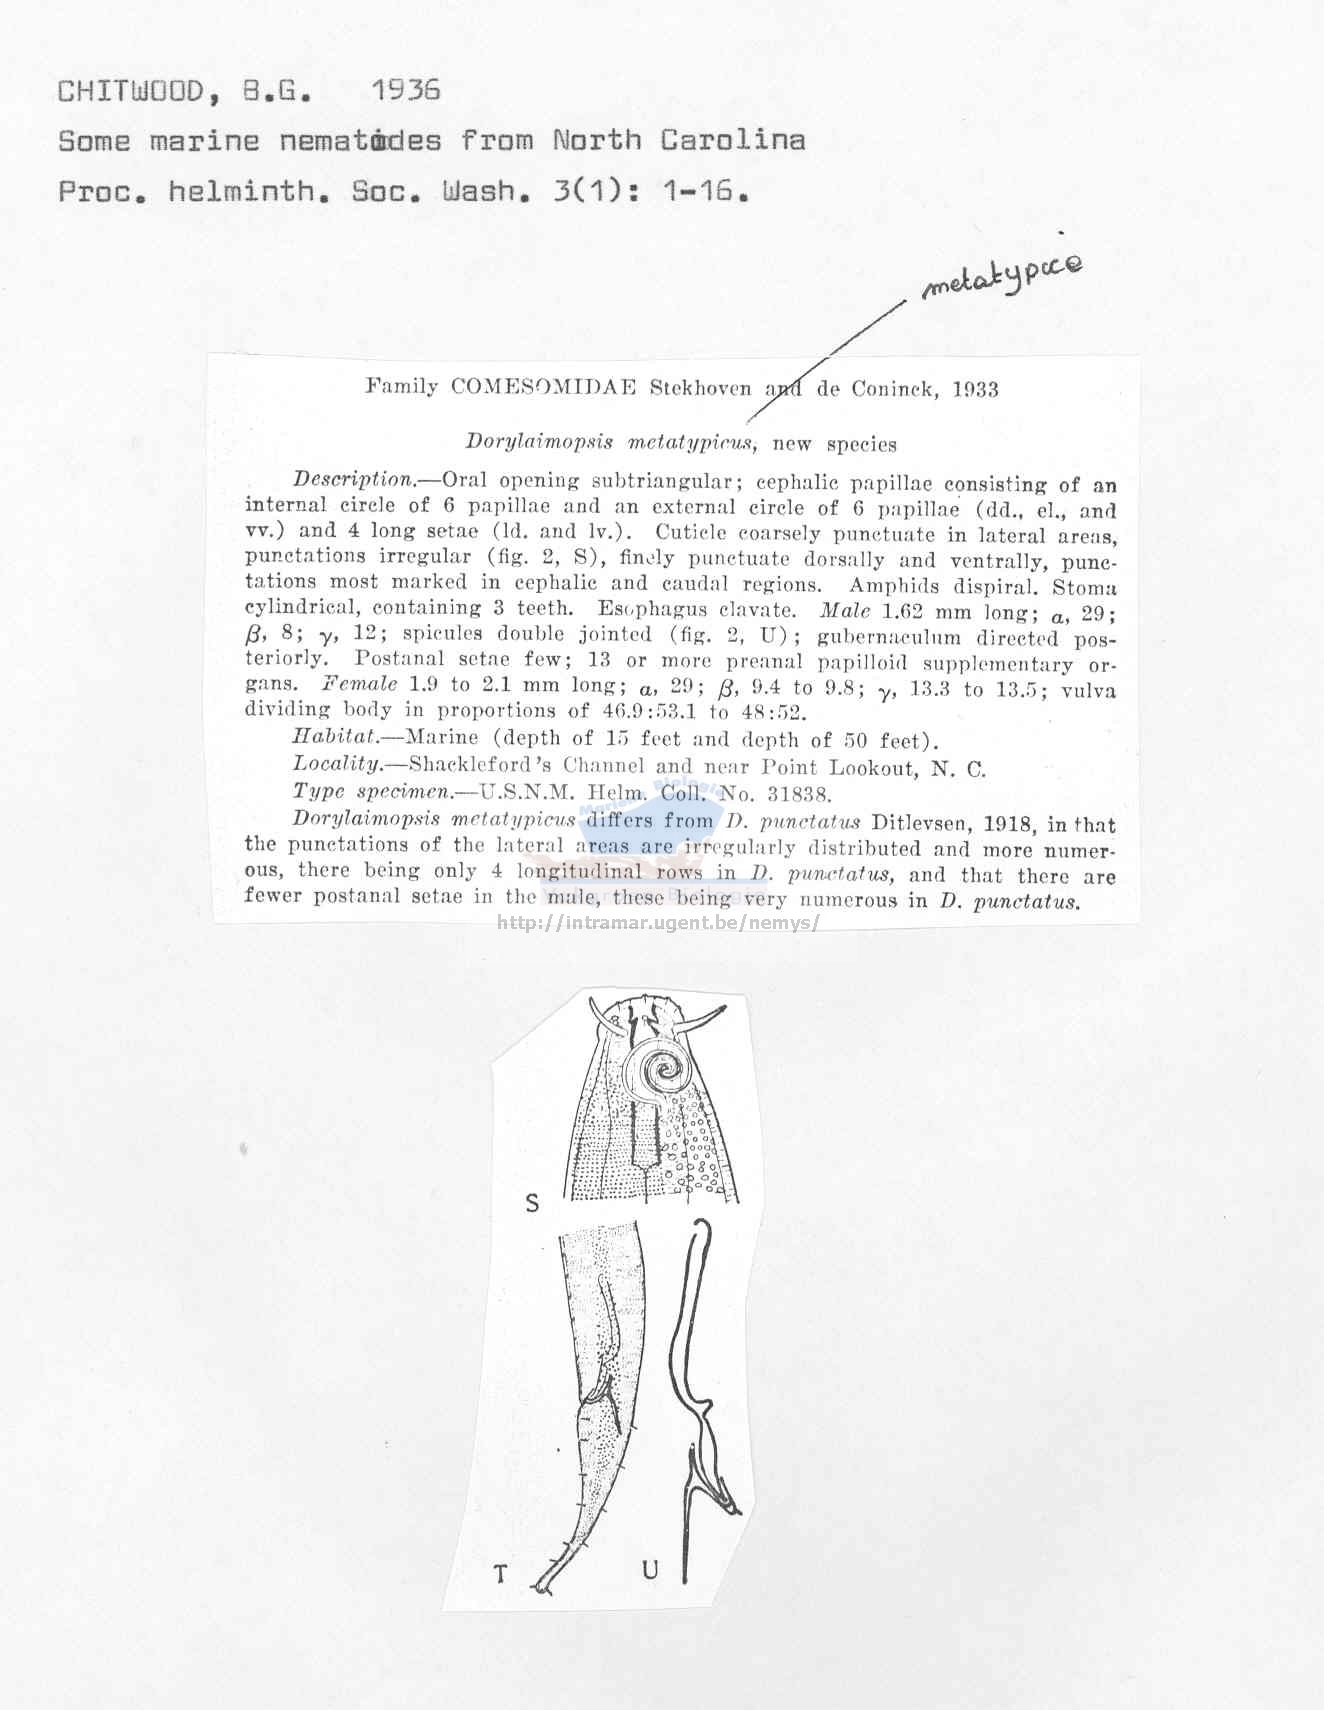 CHITWOOD, B.G. 1936
Some marine nematodes from North Carolina
Proc. helminth. Soc. Wash. 3(1): 1-16.
Family COMESOMIDAE Stekhoven and de Coninck, 1933
Dorylaimopsis metatypicus, new species
Description.—Oral opening subtriangular; cephalic papillae consisting of an
internal circle of 6 papillae and an external circle of 6 papillae (dd., el., and
vv.) and 4 long setae (ld. and lv.). Cuticle coarsely punctuate in lateral areas,
punctations irregular (fig. 2, S), finely punctuate dorsally and ventrally, punc-
tations most marked in cephalic and caudal regions. Amphids dispiral. Stoma
cylindrical, containing 3 teeth. Esophagus clavate. Male 1.62 mm long; α, 29;
β, 8; γ, 12; spicules double jointed (fig. 2, U); gubernaculum directed pos-
teriorly. Postanal setae few; 13 or more preanal papilloid supplementary or-
gans. Female 1.9 to 2.1 mm long; α, 29; β, 9.4 to 9.8; γ, 13.3 to 13.5; vulva
dividing body in proportions of 46.9:53.1 to 48:52.
Habitat.—Marine (depth of 15 feet and depth of 50 feet).
Locality.—Shackleford's Channel and near Point Lookout, N. C.
Type specimen.—U.S.N.M. Helm. Coll. No. 31838.
Dorylaimopsis metatypicus differs from D. punctatus Ditlevsen, 1918, in that
the punctations of the lateral areas are irregularly distributed and more numer-
ous, there being only 4 longitudinal rows in D. punctatus, and that there are
fewer postanal setae in the male, these being very numerous in D. punctatus.
http://intramar.ugent.be/nemys/
S
T U